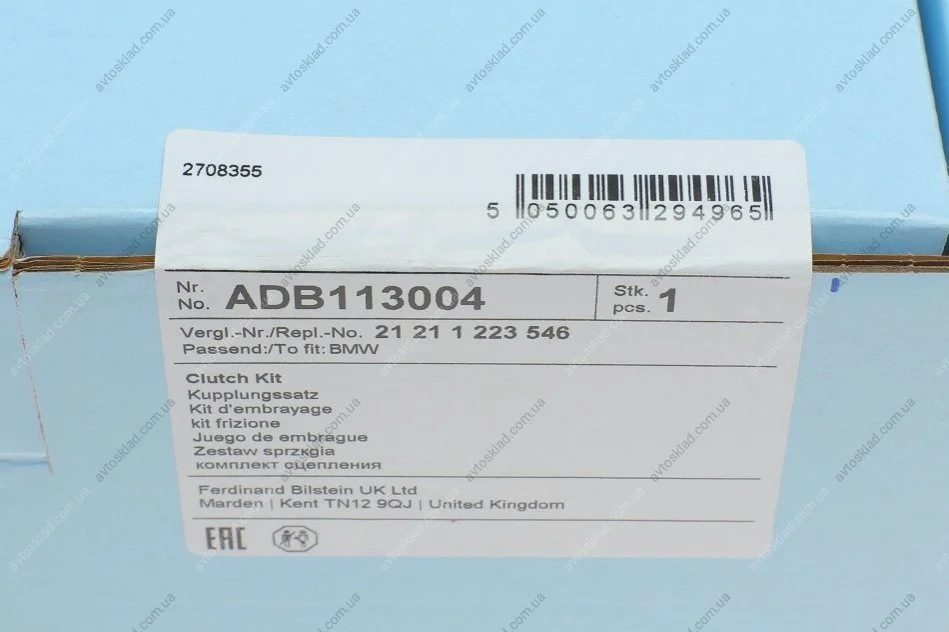 2708355
5 050063 294965
Nr.
No. ADB113004
Stk.
pcs. 1
Vergl.-Nr./Repl.-No. 21 21 1 223 546
Passend:/To fit: BMW
Clutch Kit
Kupplungssatz
Kit d'embrayage
kit frizione
Juego de embrague
Zestaw sprzкgіa
комплект сцепления
Ferdinand Bilstein UK Ltd
Marden | Kent TN12 9QJ | United Kingdom
EAC
avtosklad.com.ua